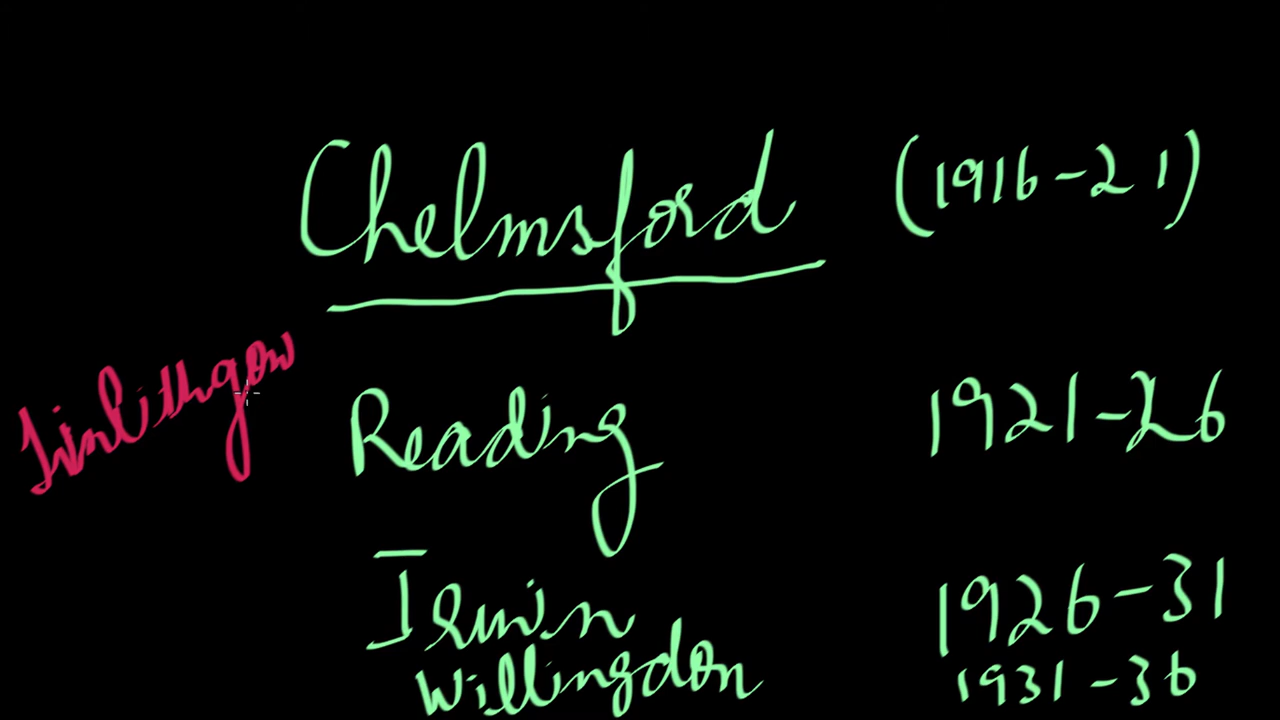 Chelmsford (1916-21)
Linlithgow
Reading 1921-26
Irwin 1926-31
Willingdon 1931-36